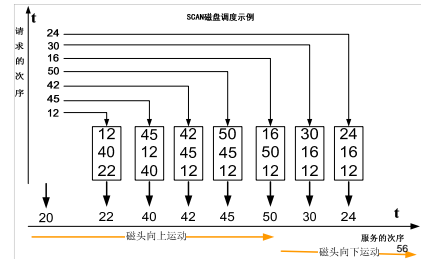 SCAN磁盘调度示例
t
请求的次序
24
30
16
50
42
45
12
12 45 42 50 16 30 24
40 12 45 45 50 16 16
22 40 12 12 12 12 12
20 22 40 42 45 50 30 24 t
服务的次序
磁头向上运动 磁头向下运动 56